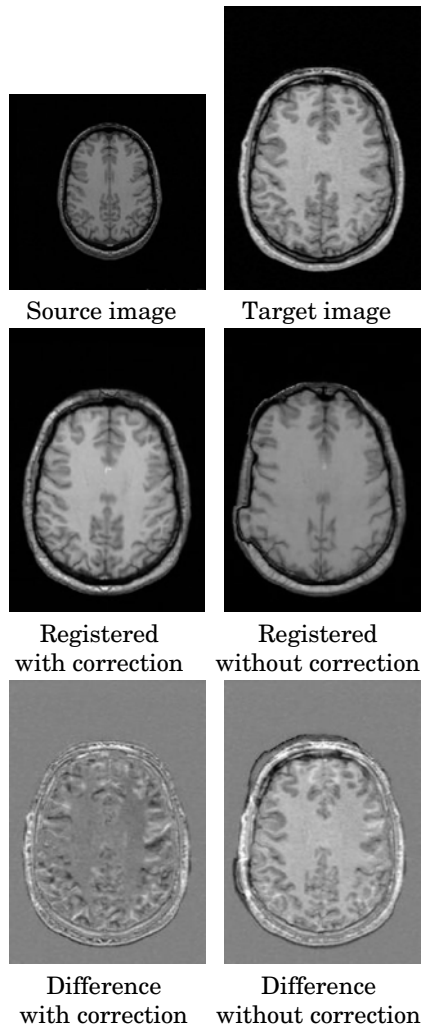 Source image
Target image
Registered
with correction
Registered
without correction
Difference
with correction
Difference
without correction